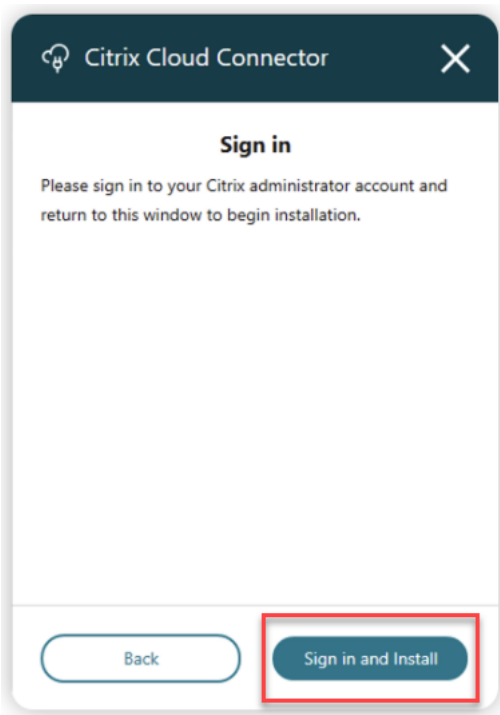 Citrix Cloud Connector
Sign in
Please sign in to your Citrix administrator account and
return to this window to begin installation.
Back
Sign in and Install